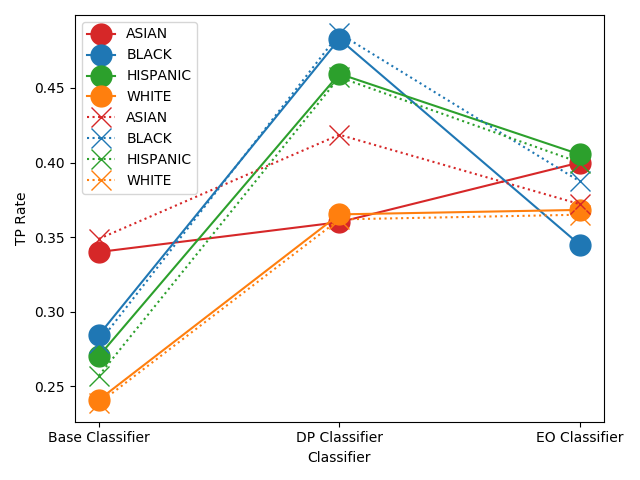 ASIAN
BLACK
HISPANIC
WHITE
ASIAN
BLACK
HISPANIC
WHITE
0.45
0.40
0.35
0.30
0.25
TP Rate
Base Classifier
DP Classifier
EO Classifier
Classifier